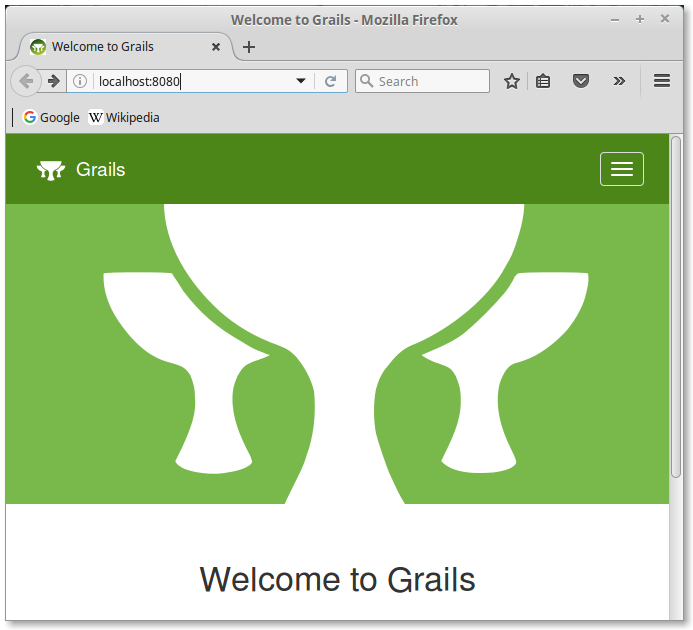 Welcome to Grails - Mozilla Firefox
Welcome to Grails
localhost:8080
Search
Google
Wikipedia
Grails
Welcome to Grails